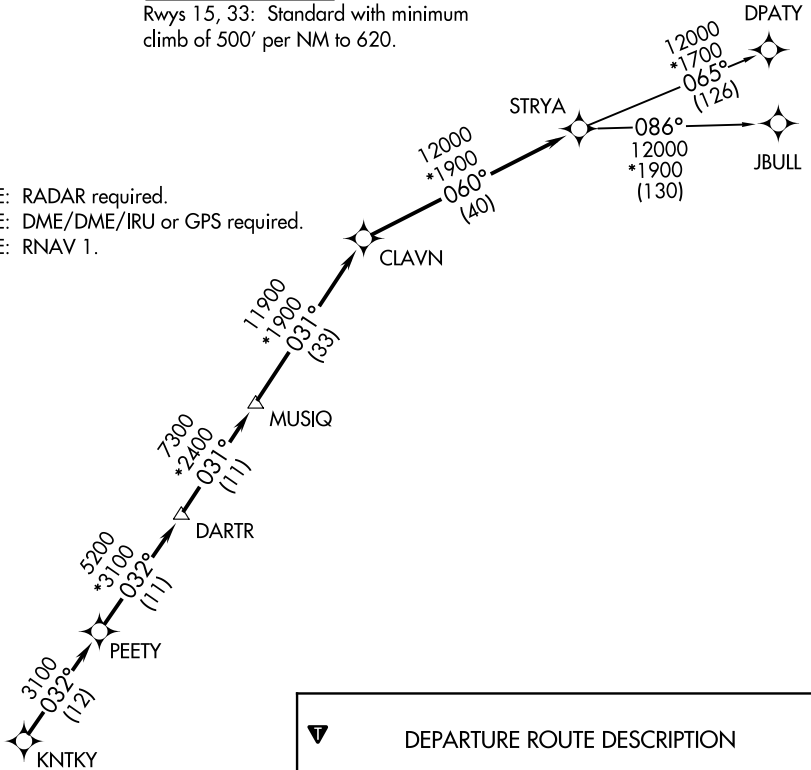 Rwys 15, 33: Standard with minimum
climb of 500' per NM to 620.
DPATY
12000
*1700
065°
(126)
STRYA
086°
12000
*1900
(130)
JBULL
12000
*1900
060°
(40)
E: RADAR required.
E: DME/DME/IRU or GPS required.
E: RNAV 1.
CLAVN
11900
*1900
031°
(33)
MUSIQ
7300
*2400
031°
(11)
DARTR
5200
*3100
032°
(11)
PEETY
3100
032°
(12)
KNTKY
T
DEPARTURE ROUTE DESCRIPTION